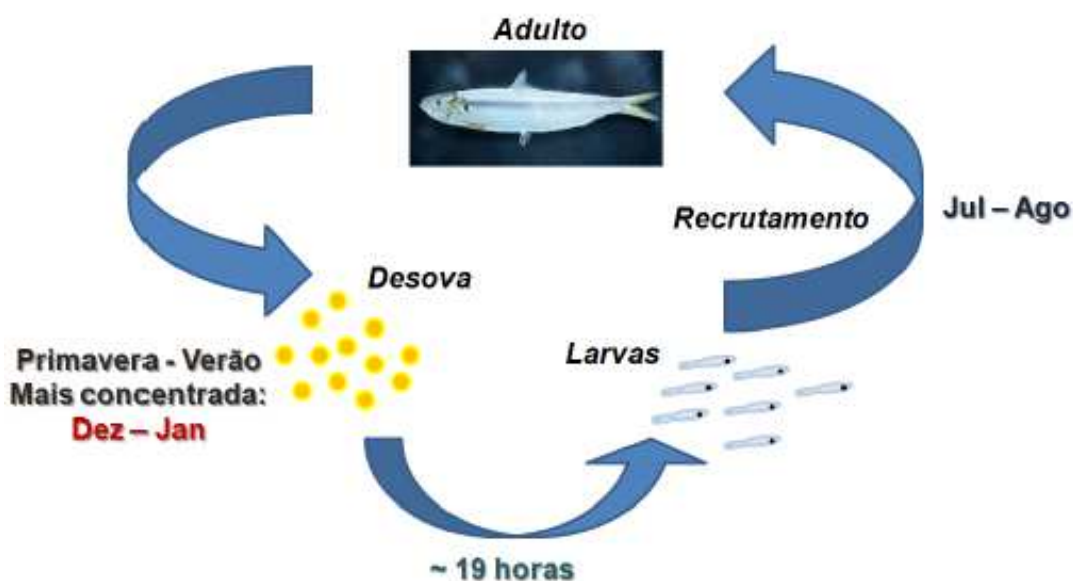 Adulto
Recrutamento
Jul – Ago
Desova
Primavera - Verão
Mais concentrada:
Dez – Jan
Larvas
~ 19 horas